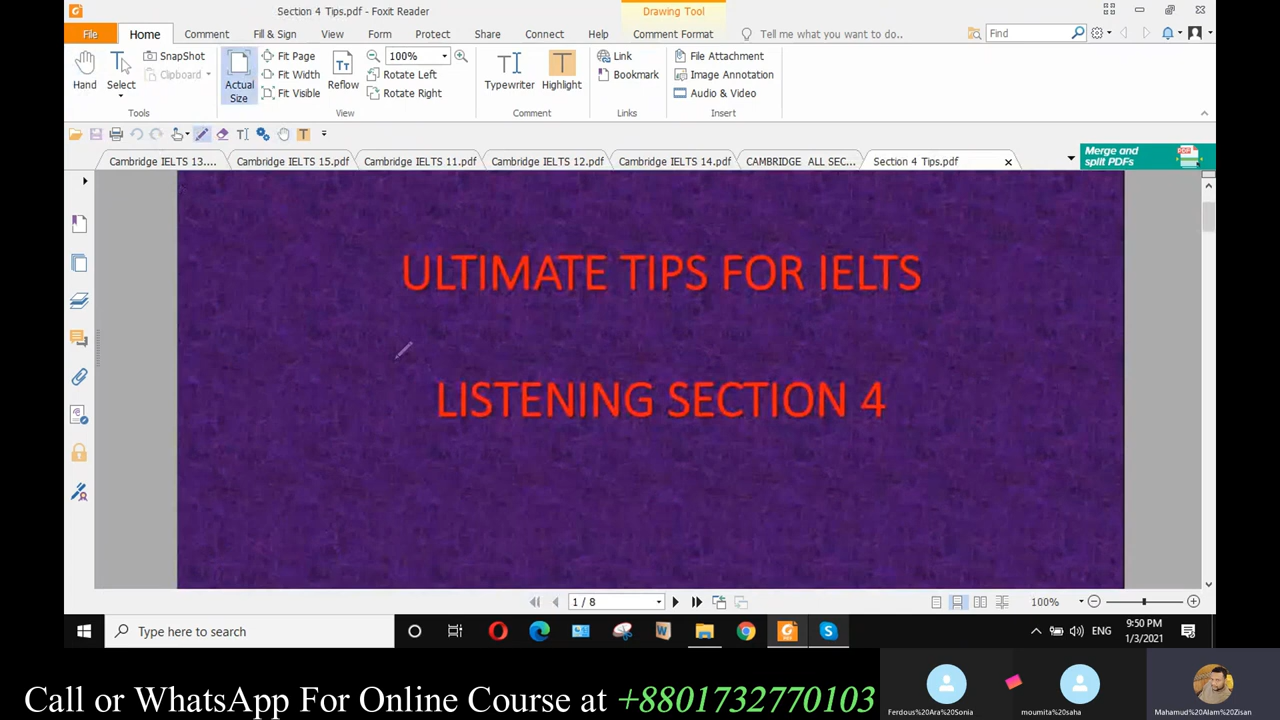 Section 4 Tips.pdf - Foxit Reader
Drawing Tool
File Home Comment Fill & Sign View Form Protect Share Connect Help Comment Format Tell me what you want to do.. Find
Hand
Select
SnapShot
Clipboard
Tools
Actual
Size
Fit Page
Fit Width
Fit Visible
Reflow
100%
Rotate Left
Rotate Right
View
Typewriter
Highlight
Comment
Link
Bookmark
Links
File Attachment
Image Annotation
Audio & Video
Insert
Cambridge IELTS 13.... Cambridge IELTS 15.pdf Cambridge IELTS 11.pdf Cambridge IELTS 12.pdf Cambridge IELTS 14.pdf CAMBRIDGE ALL SEC... Section 4 Tips.pdf
Merge and
split PDFs
ULTIMATE TIPS FOR IELTS
LISTENING SECTION 4
1 / 8
100%
Type here to search
ENG
9:50 PM
1/3/2021
Call or WhatsApp For Online Course at +8801732770103
Ferdous%20Ara%20Sonia
moumita%20saha
Mahamud%20Alam%20Zisan